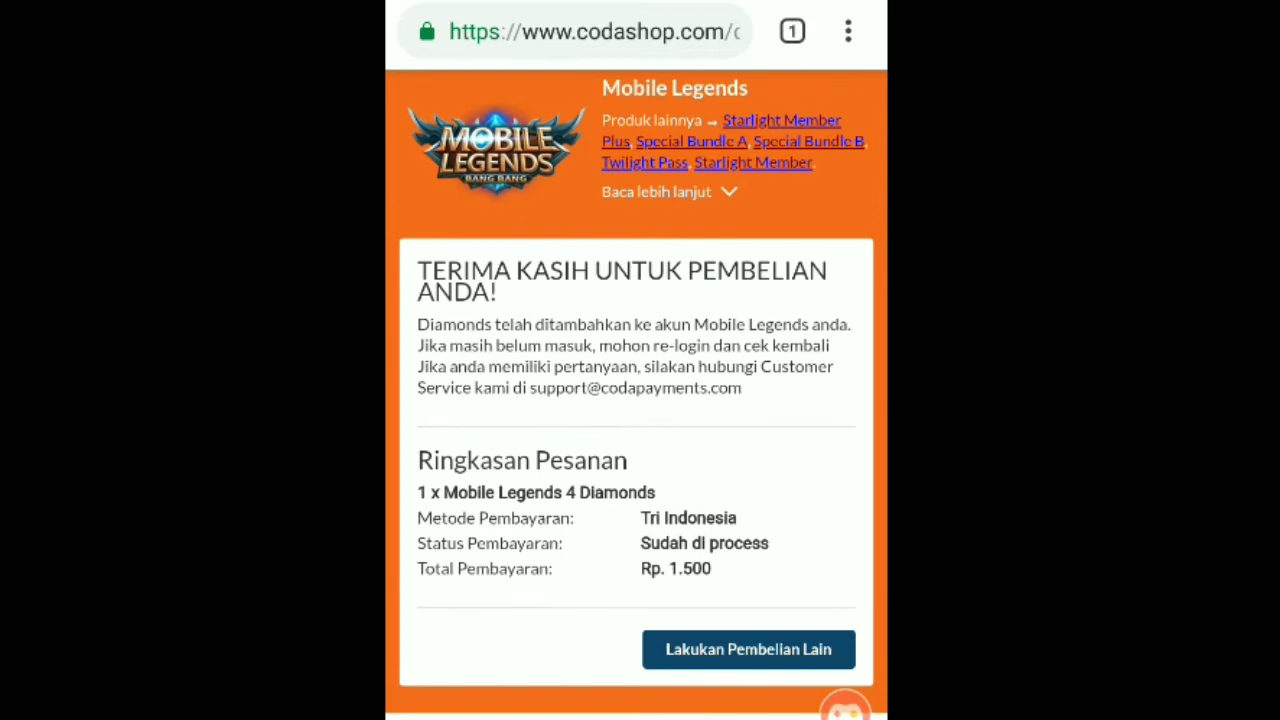 https://www.codashop.com/
1
Mobile Legends
Produk lainnya → Starlight Member
Plus, Special Bundle A, Special Bundle B,
Twilight Pass, Starlight Member.
Baca lebih lanjut
MOBILE
LEGENDS
BANG BANG
TERIMA KASIH UNTUK PEMBELIAN
ANDA!
Diamonds telah ditambahkan ke akun Mobile Legends anda.
Jika masih belum masuk, mohon re-login dan cek kembali
Jika anda memiliki pertanyaan, silakan hubungi Customer
Service kami di support@codapayments.com
Ringkasan Pesanan
1 x Mobile Legends 4 Diamonds
Metode Pembayaran: Tri Indonesia
Status Pembayaran: Sudah di process
Total Pembayaran: Rp. 1.500
Lakukan Pembelian Lain